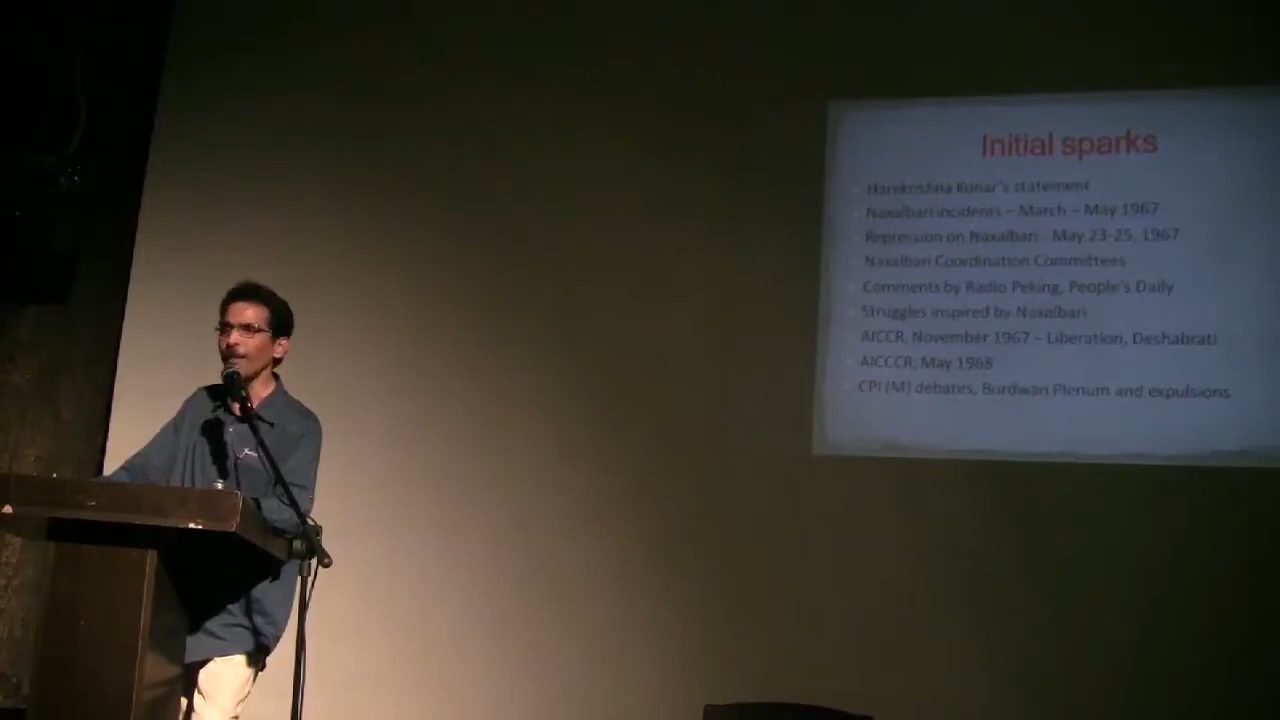 Initial sparks
Harekrishna Konar's statement
Naxalbari incidents – March – May 1967
Repression on Naxalbari - May 23-25, 1967
Naxalbari Coordination Committees
Comments by Radio Peking, People's Daily
Struggles inspired by Naxalbari
AICCR, November 1967 – Liberation, Deshabrati
AICCCR, May 1968
CPI (M) debates, Burdwan Plenum and expulsions